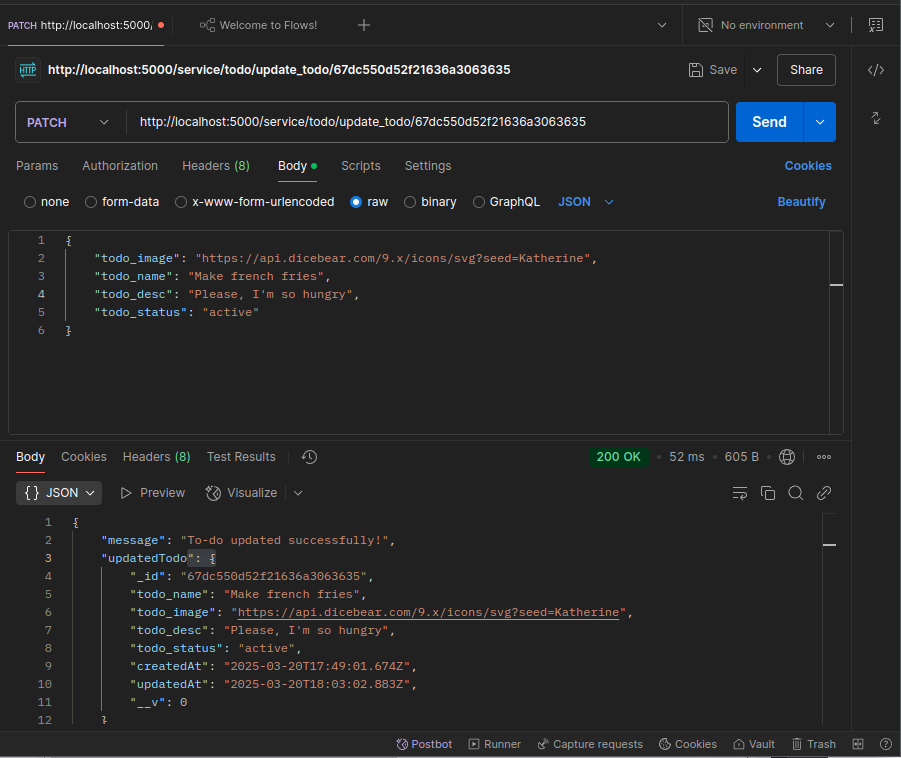 PATCH http://localhost:5000/ Welcome to Flows! No environment
HTTP http://localhost:5000/service/todo/update_todo/67dc550d52f21636a3063635 Save Share
PATCH http://localhost:5000/service/todo/update_todo/67dc550d52f21636a3063635 Send
Params Authorization Headers (8) Body Scripts Settings Cookies
none form-data x-www-form-urlencoded raw binary GraphQL JSON Beautify
1 {
2 "todo_image": "https://api.dicebear.com/9.x/icons/svg?seed=Katherine",
3 "todo_name": "Make french fries",
4 "todo_desc": "Please, I'm so hungry",
5 "todo_status": "active"
6 }
Body Cookies Headers (8) Test Results 200 OK 52 ms 605 B
{} JSON Preview Visualize
1 {
2 "message": "To-do updated successfully!",
3 "updatedTodo": {
4 "_id": "67dc550d52f21636a3063635",
5 "todo_name": "Make french fries",
6 "todo_image": "https://api.dicebear.com/9.x/icons/svg?seed=Katherine",
7 "todo_desc": "Please, I'm so hungry",
8 "todo_status": "active",
9 "createdAt": "2025-03-20T17:49:01.674Z",
10 "updatedAt": "2025-03-20T18:03:02.883Z",
11 "__v": 0
12 }
Postbot Runner Capture requests Cookies Vault Trash